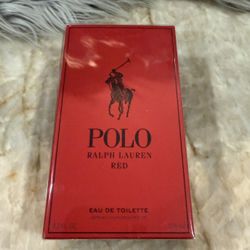 POLO
RALPH LAUREN
RED
EAU DE TOILETTE